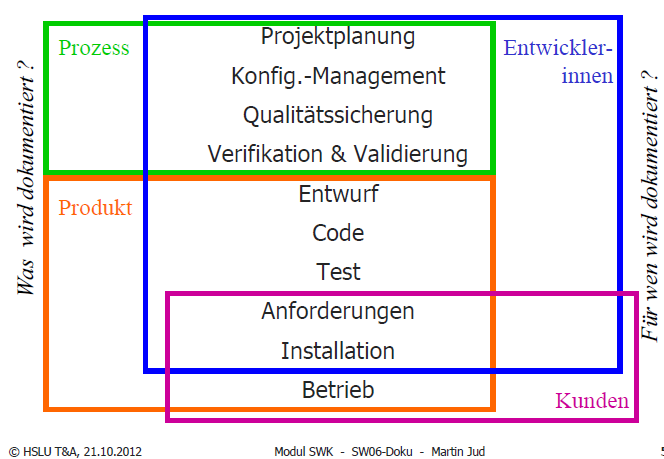 Was wird dokumentiert ?
Prozess
Projektplanung
Konfig.-Management
Qualitätssicherung
Verifikation & Validierung
Entwickler-
innen
Produkt
Entwurf
Code
Test
Anforderungen
Installation
Betrieb
Kunden
Für wen wird dokumentiert ?
© HSLU T&A, 21.10.2012
Modul SWK - SW06-Doku - Martin Jud